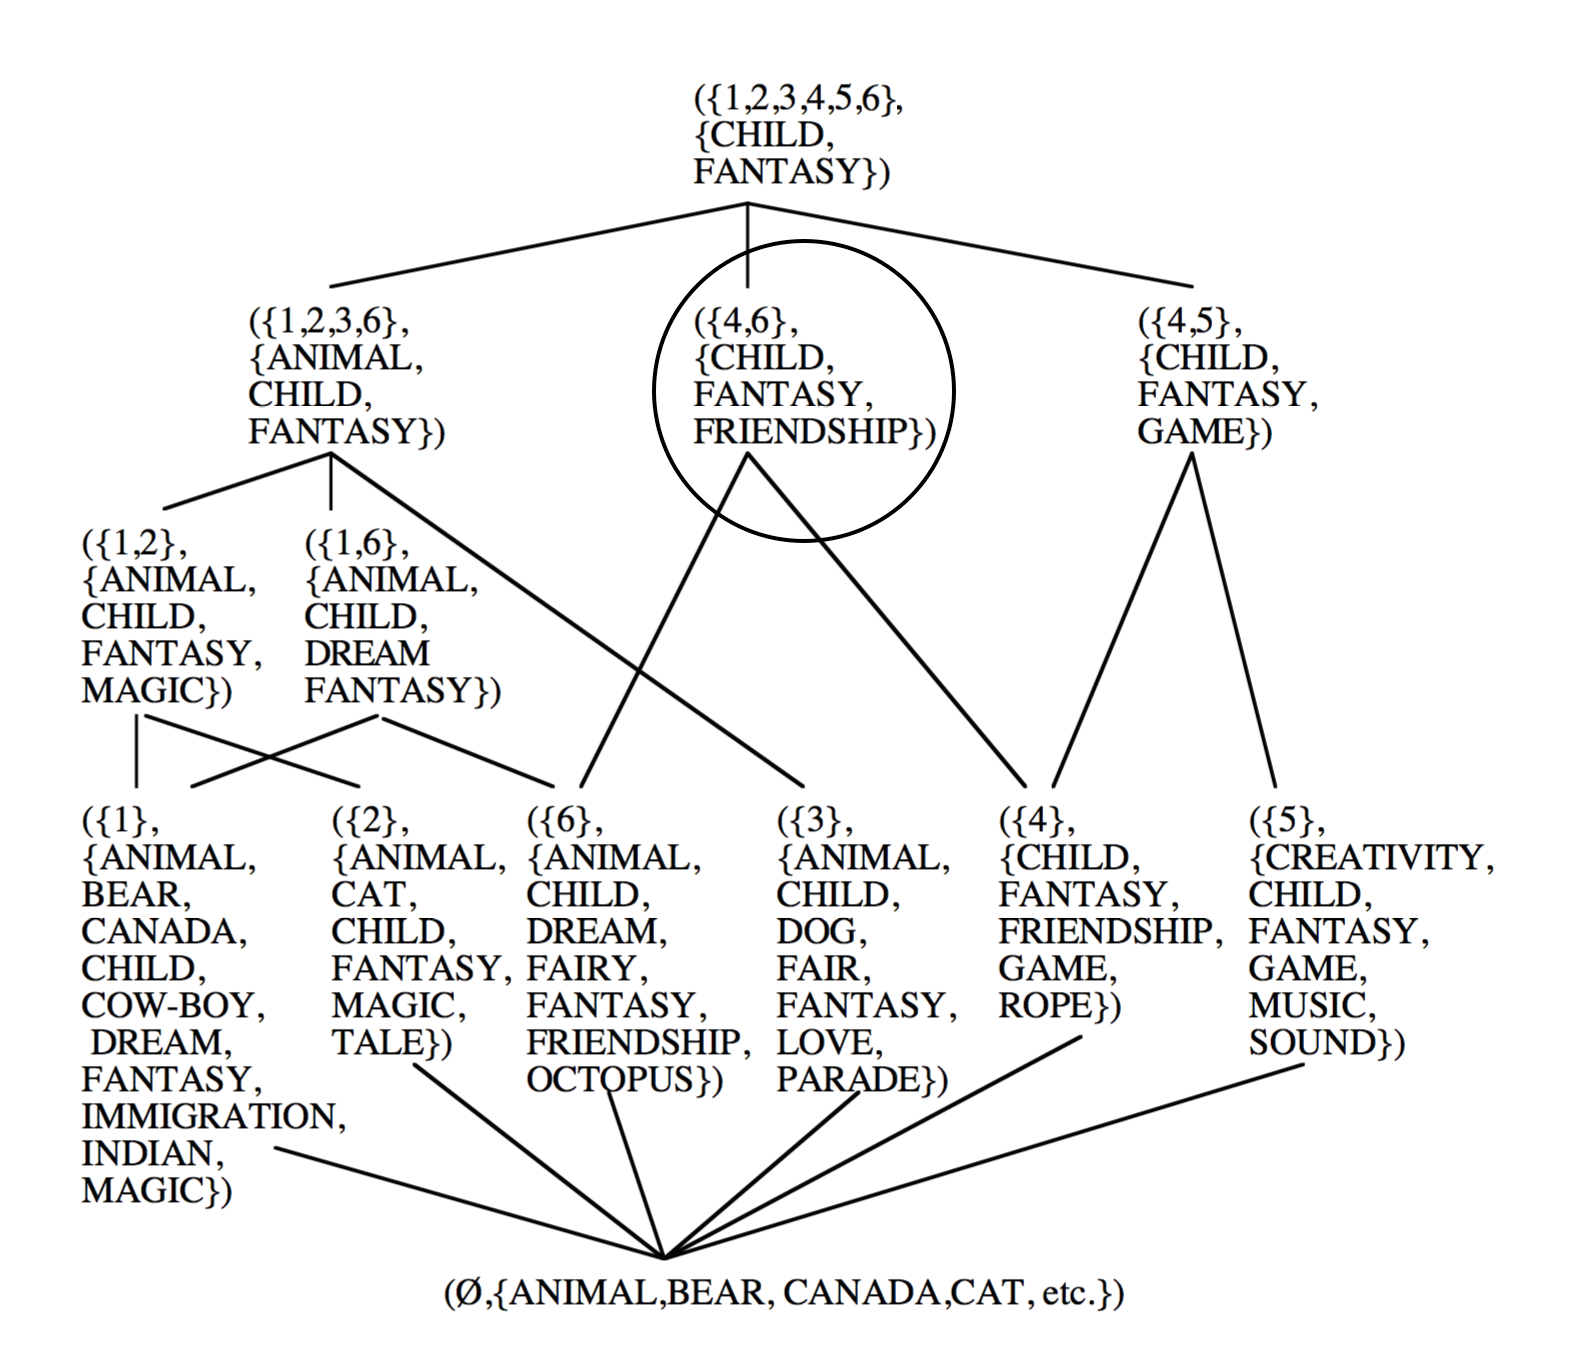 ({1,2,3,4,5,6},
{CHILD,
FANTASY})
({1,2,3,6},
{ANIMAL,
CHILD,
FANTASY})
({4,6},
{CHILD,
FANTASY,
FRIENDSHIP})
({4,5},
{CHILD,
FANTASY,
GAME})
({1,2},
{ANIMAL,
CHILD,
FANTASY,
MAGIC})
({1,6},
{ANIMAL,
CHILD,
DREAM
FANTASY})
({1},
{ANIMAL,
BEAR,
CANADA,
CHILD,
COW-BOY,
DREAM,
FANTASY,
IMMIGRATION,
INDIAN,
MAGIC})
({2},
{ANIMAL,
CAT,
CHILD,
FANTASY,
MAGIC,
TALE})
({6},
{ANIMAL,
CHILD,
DREAM,
FAIRY,
FANTASY,
FRIENDSHIP,
OCTOPUS})
({3},
{ANIMAL,
CHILD,
DOG,
FAIR,
FANTASY,
LOVE,
PARADE})
({4},
{CHILD,
FANTASY,
FRIENDSHIP,
GAME,
ROPE})
({5},
{CREATIVITY,
CHILD,
FANTASY,
GAME,
MUSIC,
SOUND})
(Ø,{ANIMAL,BEAR, CANADA,CAT, etc.})